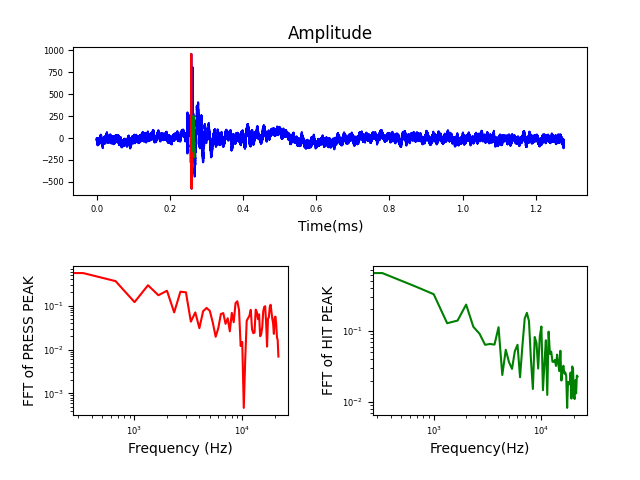 Amplitude
1000
750
500
250
0
−250
−500
0.0 0.2 0.4 0.6 0.8 1.0 1.2
Time(ms)
FFT of PRESS PEAK
10⁻¹
10⁻²
10⁻³
10³ 10⁴
Frequency (Hz)
FFT of HIT PEAK
10⁻¹
10⁻²
10³ 10⁴
Frequency(Hz)